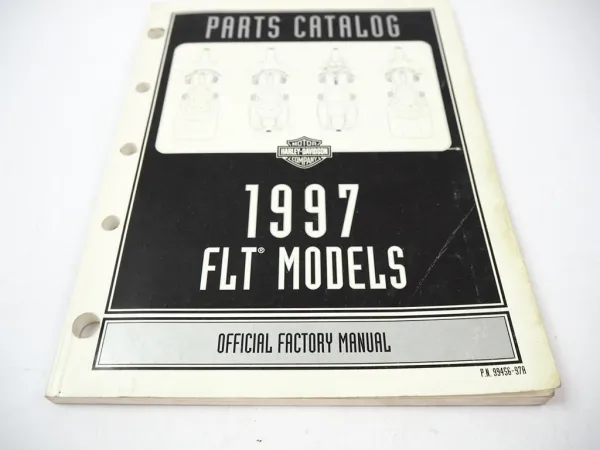 PARTS CATALOG
MOTOR
HARLEY-DAVIDSON
COMPANY
1997
FLT® MODELS
OFFICIAL FACTORY MANUAL
P.N. 99456-97A